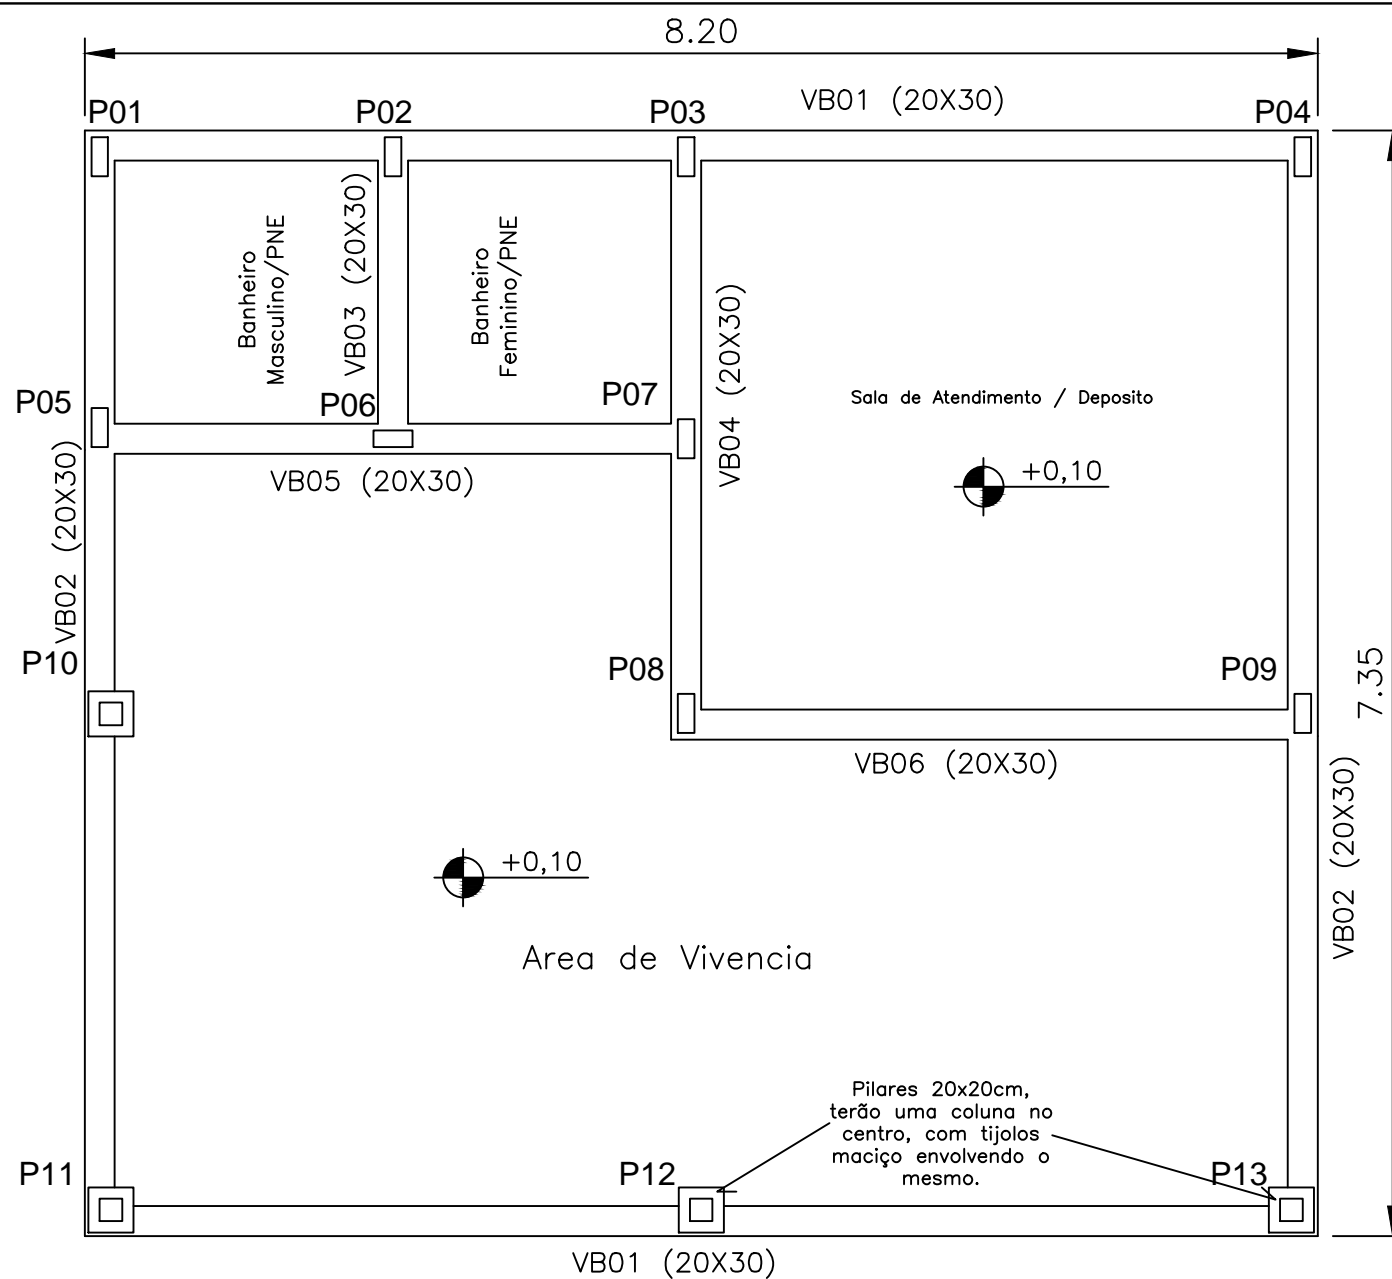 8.20
VB01 (20X30)
P01
P02
P03
P04
Banheiro
Masculino/PNE
VB03 (20X30)
Banheiro
Feminino/PNE
VB04 (20X30)
P05
P06
P07
Sala de Atendimento / Deposito
+0,10
VB05 (20X30)
VB02 (20X30)
P10
P08
P09
7.35
VB06 (20X30)
VB02 (20X30)
+0,10
Area de Vivencia
Pilares 20x20cm,
terão uma coluna no
centro, com tijolos
maciço envolvendo o
mesmo.
P11
P12
P13
VB01 (20X30)